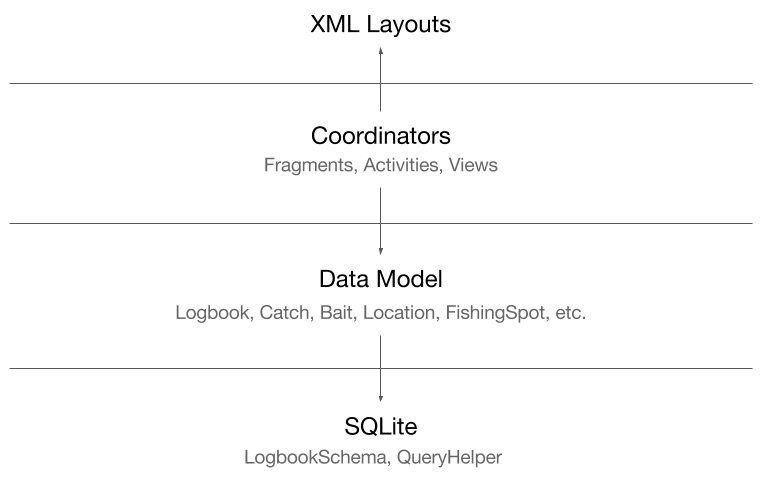 XML Layouts
Coordinators
Fragments, Activities, Views
Data Model
Logbook, Catch, Bait, Location, FishingSpot, etc.
SQLite
LogbookSchema, QueryHelper